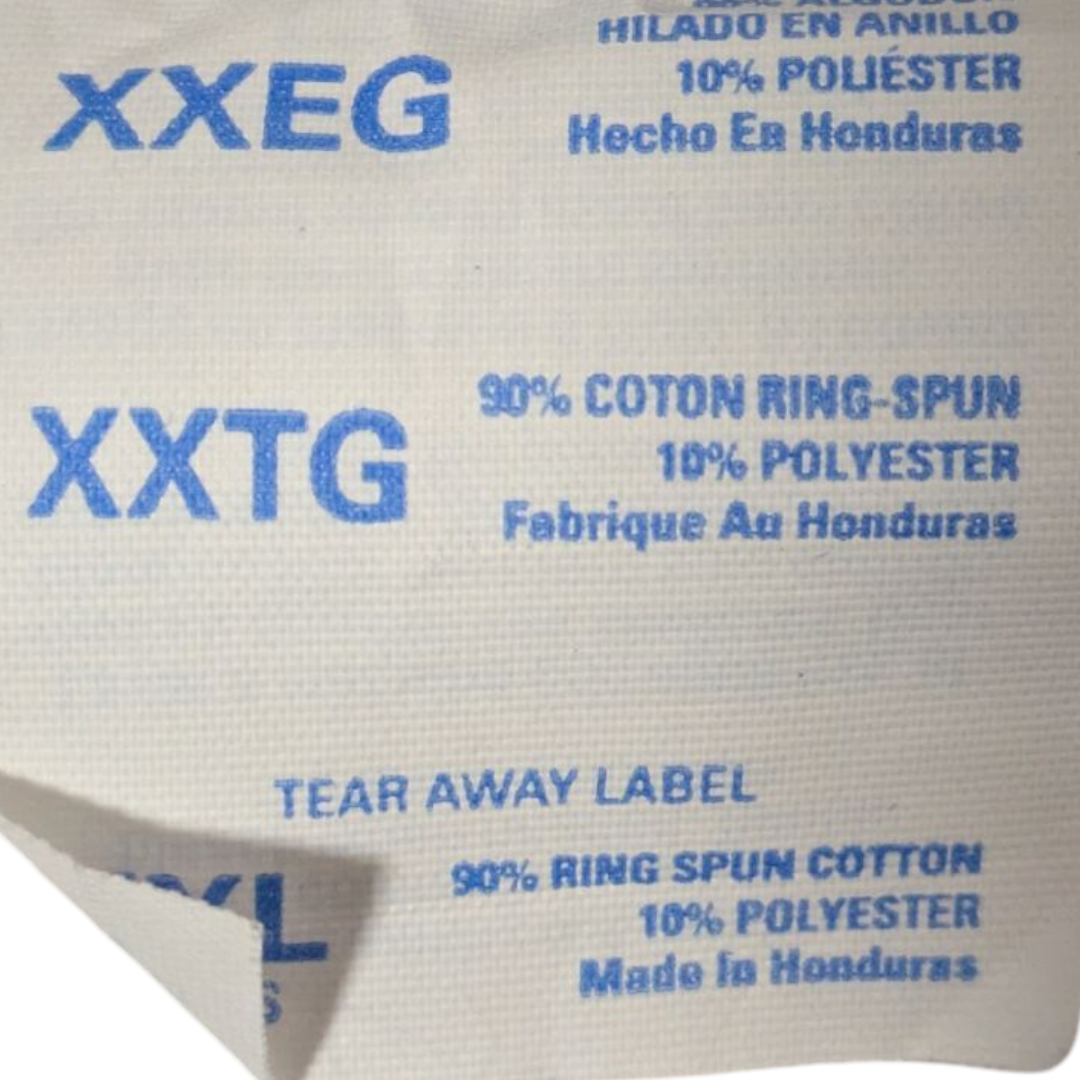 HILADO EN ANILLO
XXEG
10% POLIÉSTER
Hecho En Honduras
XXTG
90% COTON RING-SPUN
10% POLYESTER
Fabrique Au Honduras
TEAR AWAY LABEL
90% RING SPUN COTTON
10% POLYESTER
Made In Honduras